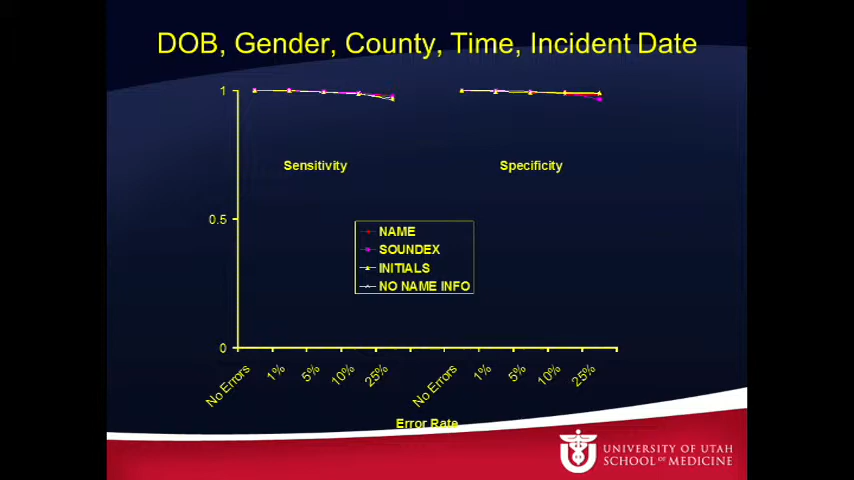 DOB, Gender, County, Time, Incident Date
1
Sensitivity
Specificity
0.5
NAME
SOUNDEX
INITIALS
NO NAME INFO
0
No Errors 1% 5% 10% 25% No Errors 1% 5% 10% 25%
Error Rate
UNIVERSITY OF UTAH
SCHOOL OF MEDICINE